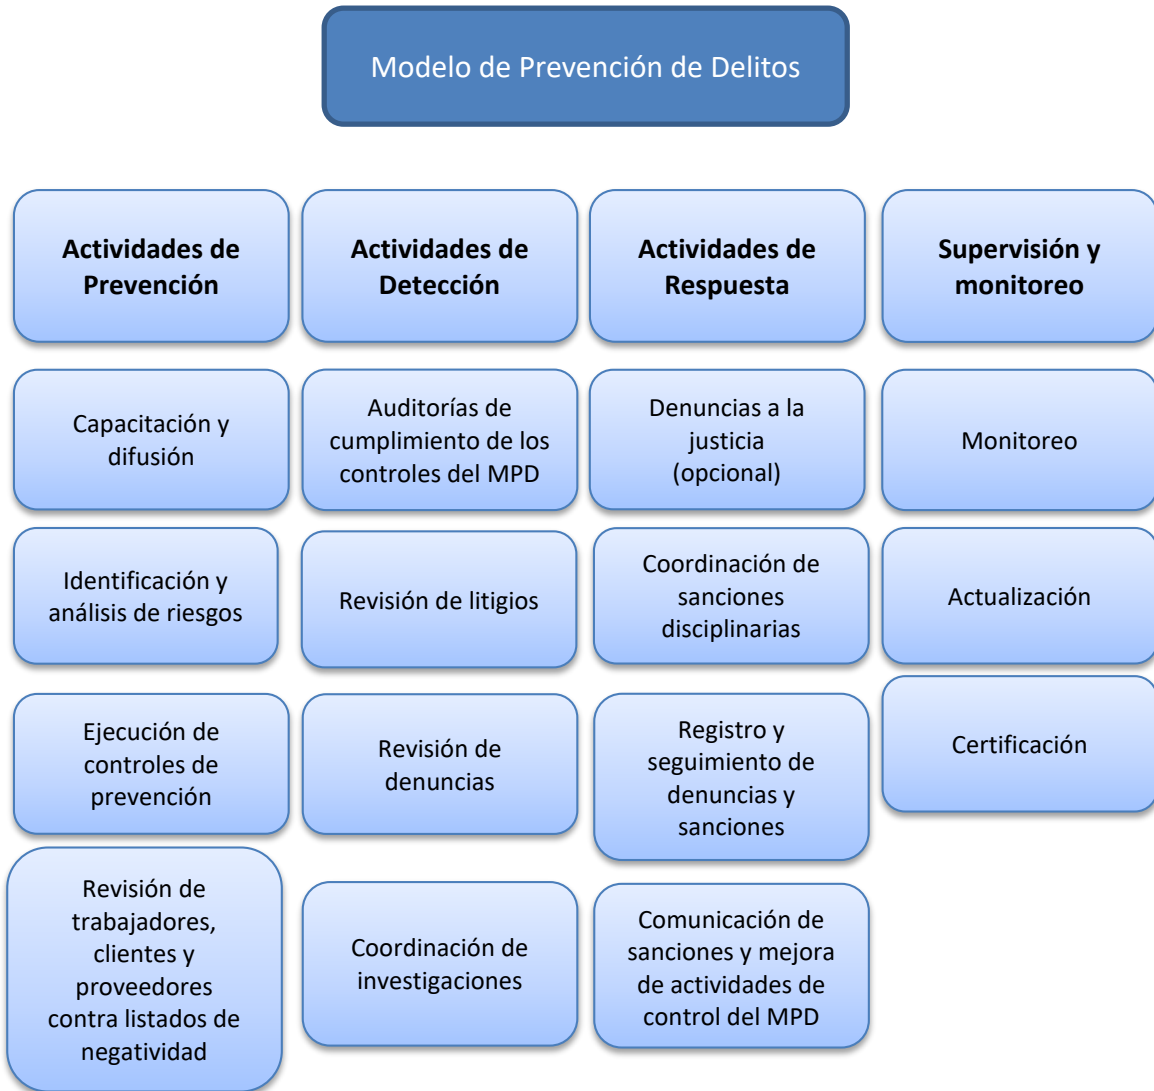 Modelo de Prevención de Delitos
Actividades de
Prevención
Actividades de
Detección
Actividades de
Respuesta
Supervisión y
monitoreo
Capacitación y
difusión
Auditorías de
cumplimiento de los
controles del MPD
Denuncias a la
justicia
(opcional)
Monitoreo
Identificación y
análisis de riesgos
Revisión de litigios
Coordinación de
sanciones
disciplinarias
Actualización
Ejecución de
controles de
prevención
Revisión de
denuncias
Registro y
seguimiento de
denuncias y
sanciones
Certificación
Revisión de
trabajadores,
clientes y
proveedores
contra listados de
negatividad
Coordinación de
investigaciones
Comunicación de
sanciones y mejora
de actividades de
control del MPD